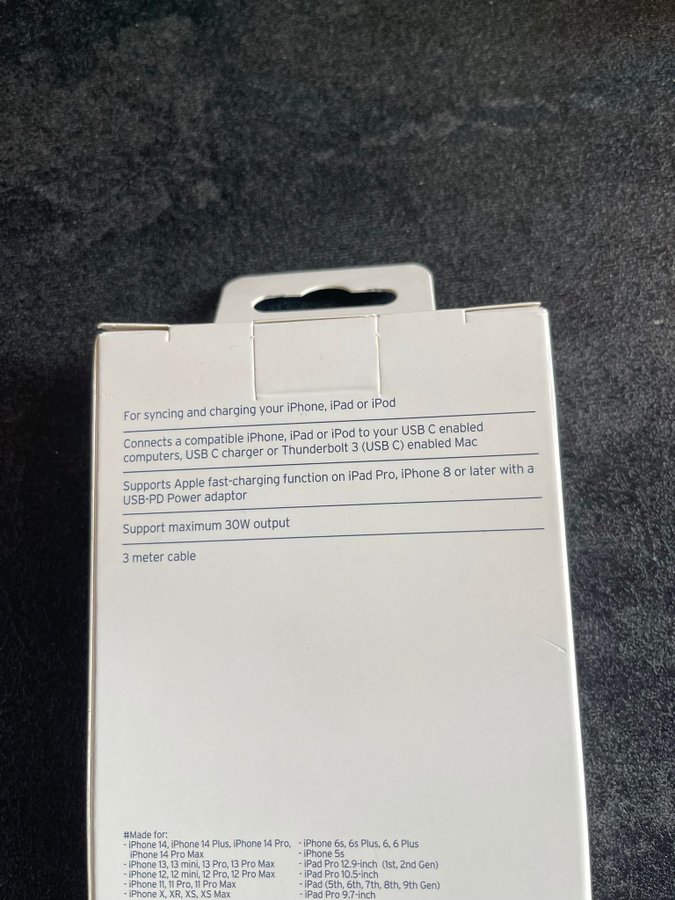 For syncing and charging your iPhone, iPad or iPod
Connects a compatible iPhone, iPad or iPod to your USB C enabled
computers, USB C charger or Thunderbolt 3 (USB C) enabled Mac
Supports Apple fast-charging function on iPad Pro, iPhone 8 or later with a
USB-PD Power adaptor
Support maximum 30W output
3 meter cable
#Made for:
- iPhone 14, iPhone 14 Plus, iPhone 14 Pro,
iPhone 14 Pro Max
- iPhone 13, 13 mini, 13 Pro, 13 Pro Max
- iPhone 12, 12 mini, 12 Pro, 12 Pro Max
- iPhone 11, 11 Pro, 11 Pro Max
- iPhone X, XR, XS, XS Max
- iPhone 6s, 6s Plus, 6, 6 Plus
- iPhone 5s
- iPad Pro 12.9-inch (1st, 2nd Gen)
- iPad Pro 10.5-inch
- iPad (5th, 6th, 7th, 8th, 9th Gen)
- iPad Pro 9.7-inch